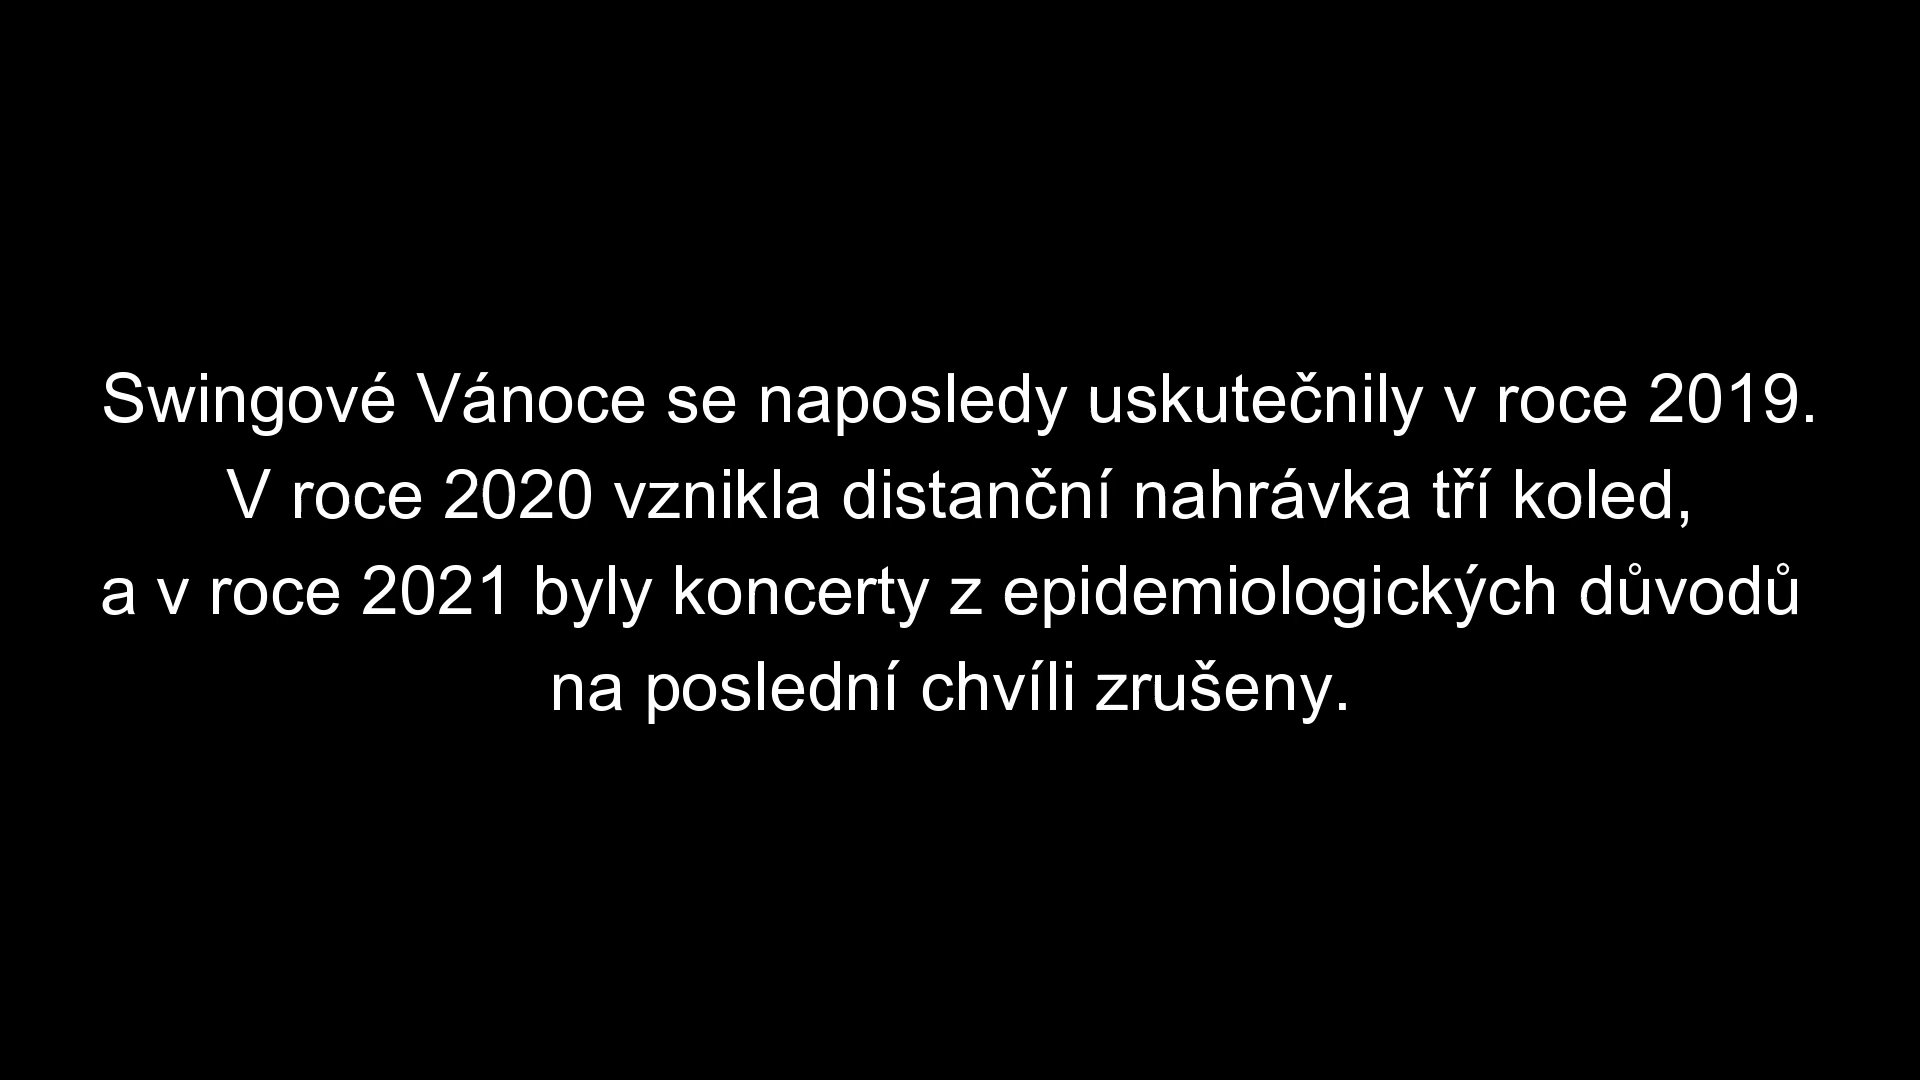 Swingové Vánoce se naposledy uskutečnily v roce 2019.
V roce 2020 vznikla distanční nahrávka tří koled,
a v roce 2021 byly koncerty z epidemiologických důvodů
na poslední chvíli zrušeny.